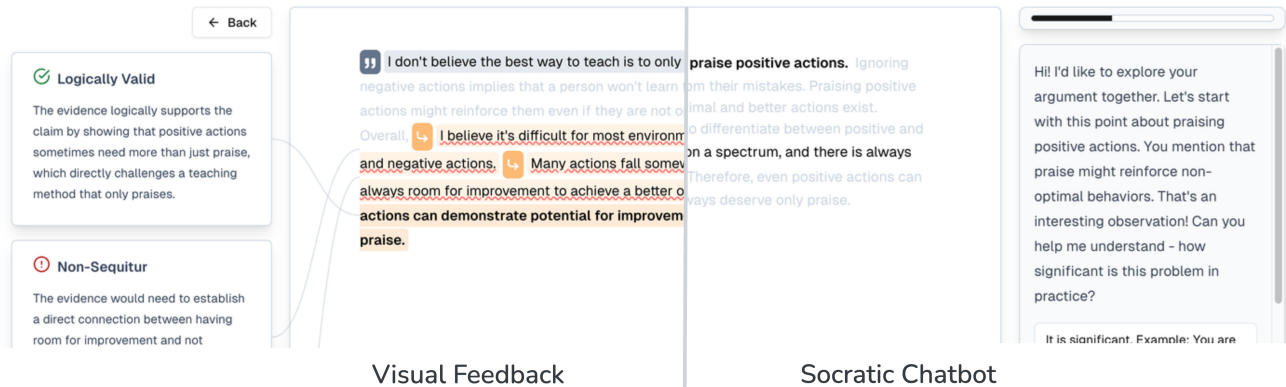 Back
Logically Valid
The evidence logically supports the
claim by showing that positive actions
sometimes need more than just praise,
which directly challenges a teaching
method that only praises.
Non-Sequitur
The evidence would need to establish
a direct connection between having
room for improvement and not
I don't believe the best way to teach is to only
negative actions implies that a person won't learn
actions might reinforce them even if they are not o
Overall, I believe it's difficult for most environm
and negative actions. Many actions fall somew
always room for improvement to achieve a better o
actions can demonstrate potential for improvem
praise.
praise positive actions. Ignoring
om their mistakes. Praising positive
imal and better actions exist.
o differentiate between positive and
on a spectrum, and there is always
Therefore, even positive actions can
ways deserve only praise.
Hi! I'd like to explore your
argument together. Let's start
with this point about praising
positive actions. You mention that
praise might reinforce non-
optimal behaviors. That's an
interesting observation! Can you
help me understand - how
significant is this problem in
practice?
It is significant. Example: You are
Visual Feedback
Socratic Chatbot